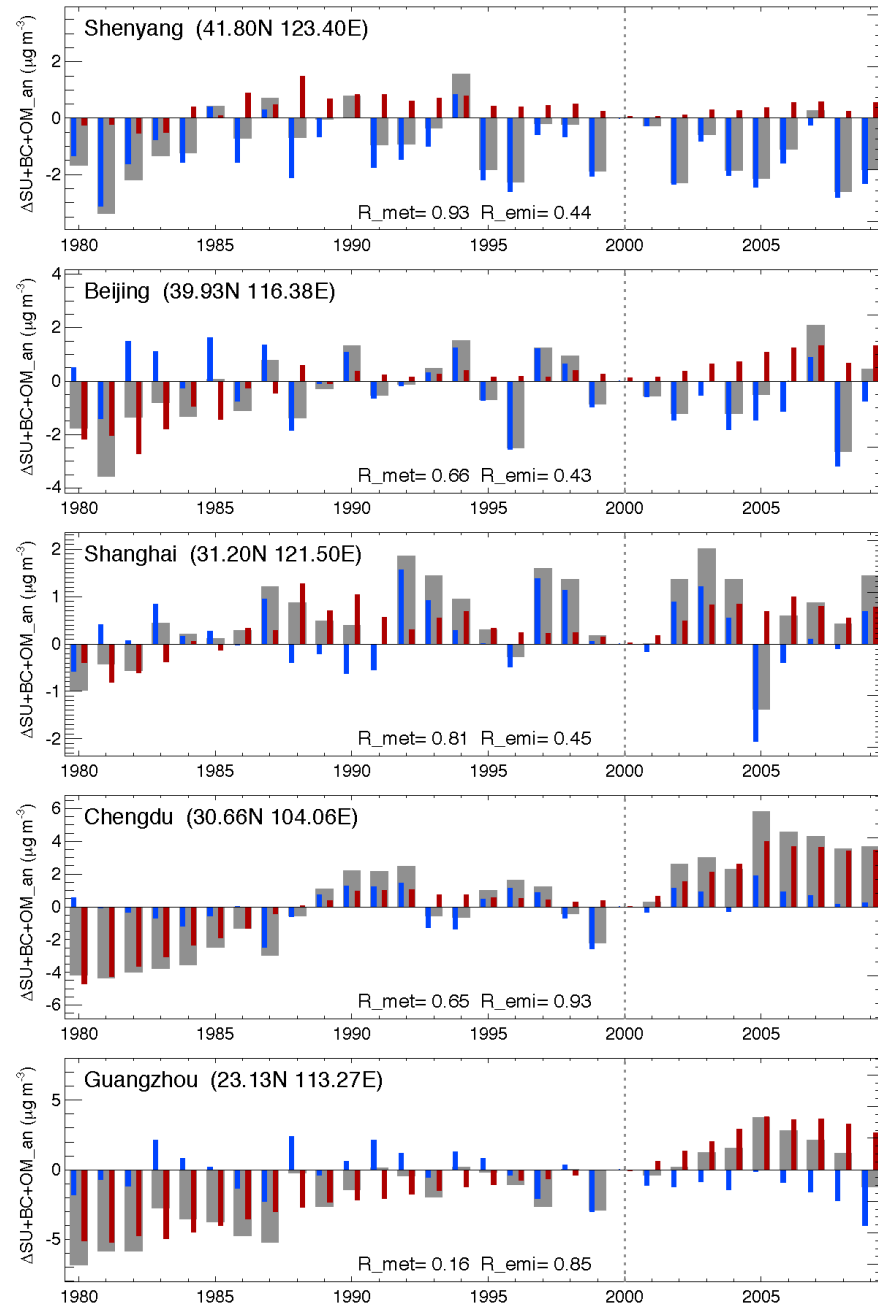 Shenyang (41.80N 123.40E)
ΔSU+BC+OM_an (μg m⁻³)
2
0
-2
R_met= 0.93 R_emi= 0.44
1980 1985 1990 1995 2000 2005
Beijing (39.93N 116.38E)
ΔSU+BC+OM_an (μg m⁻³)
4
2
0
-2
-4
R_met= 0.66 R_emi= 0.43
1980 1985 1990 1995 2000 2005
Shanghai (31.20N 121.50E)
ΔSU+BC+OM_an (μg m⁻³)
2
1
0
-1
-2
R_met= 0.81 R_emi= 0.45
1980 1985 1990 1995 2000 2005
Chengdu (30.66N 104.06E)
ΔSU+BC+OM_an (μg m⁻³)
6
4
2
0
-2
-4
-6
R_met= 0.65 R_emi= 0.93
1980 1985 1990 1995 2000 2005
Guangzhou (23.13N 113.27E)
ΔSU+BC+OM_an (μg m⁻³)
5
0
-5
R_met= 0.16 R_emi= 0.85
1980 1985 1990 1995 2000 2005